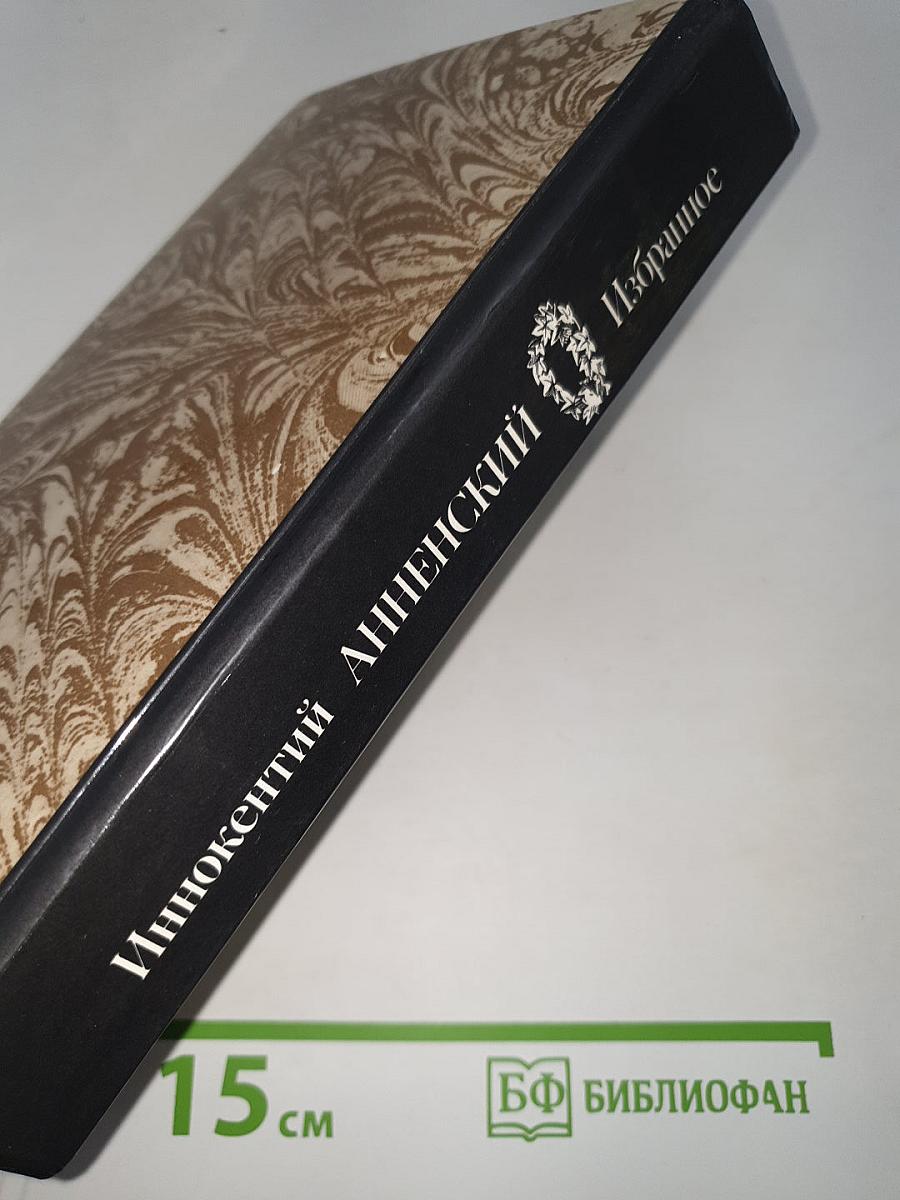 Иннокентий АННЕНСКИЙ Избранное
15 см
БФ БИБЛИОФАН